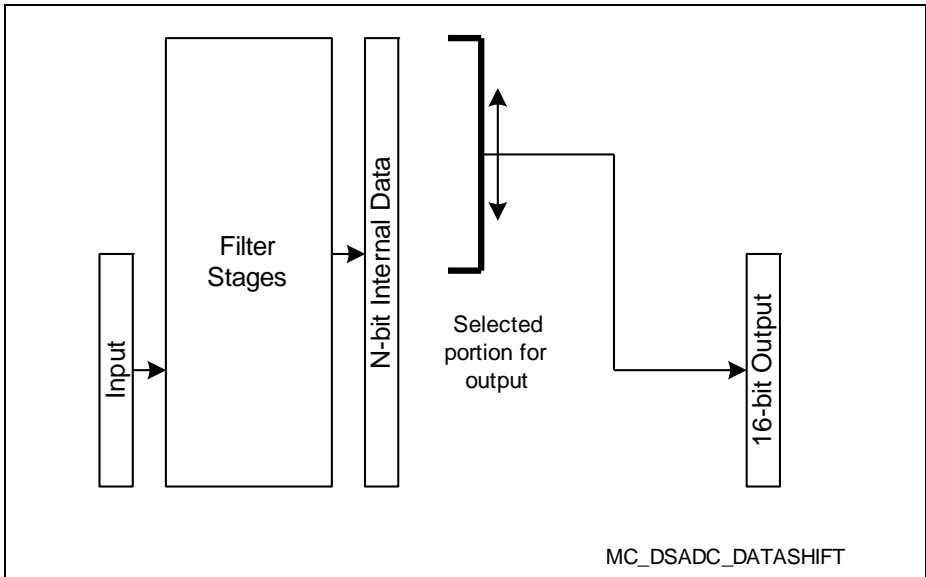 Input
Filter
Stages
N-bit Internal Data
Selected
portion for
output
16-bit Output
MC_DSADC_DATASHIFT